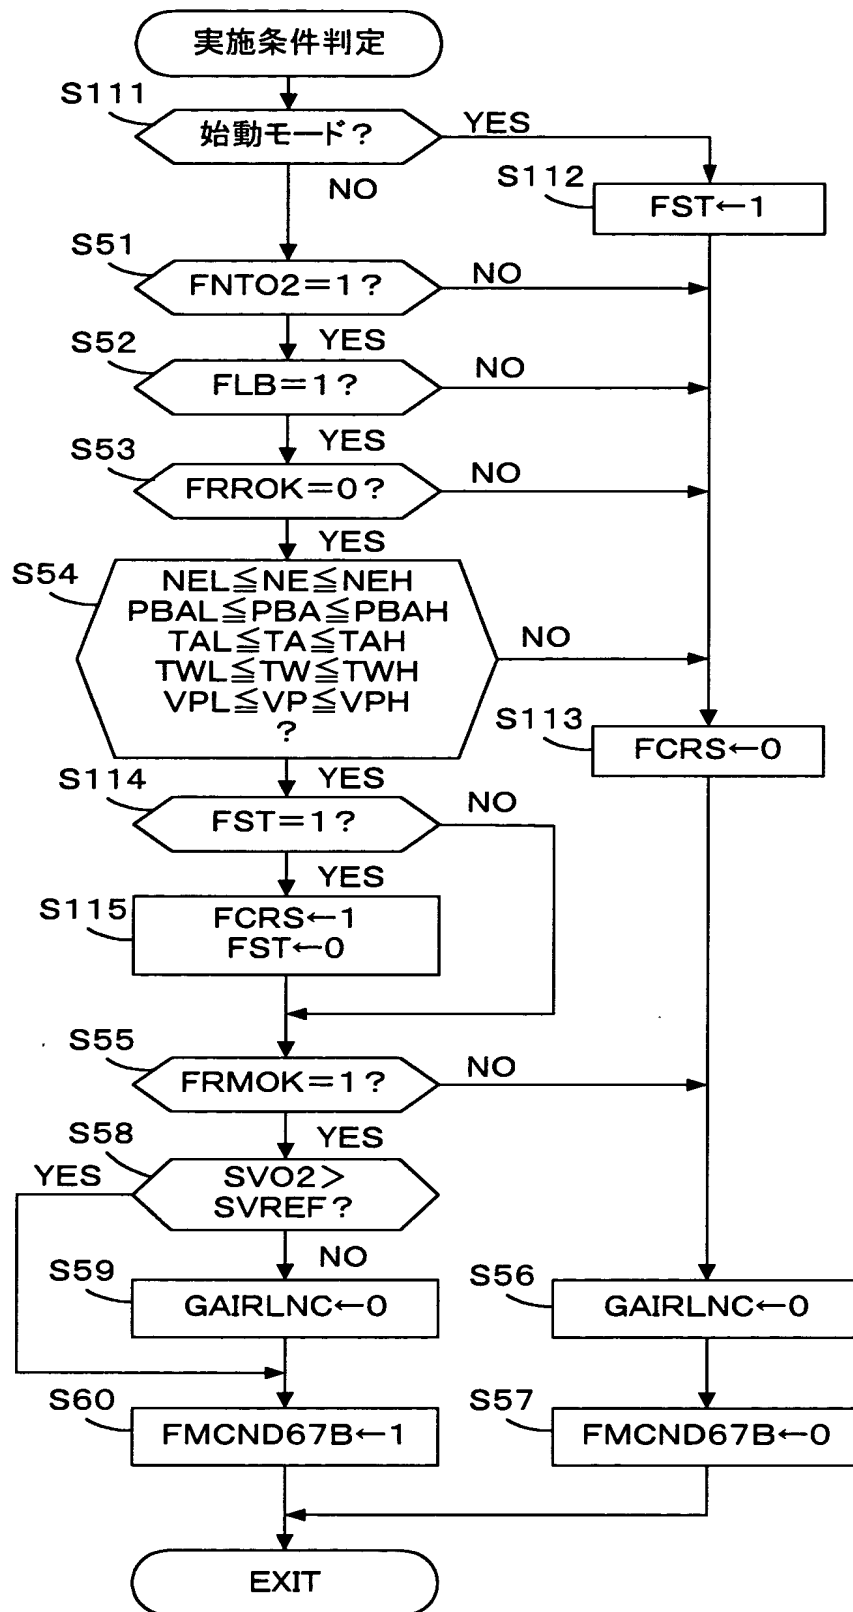 実施条件判定
S111
始動モード?
YES
NO
S112
FST←1
S51
FNTO2=1?
NO
YES
S52
FLB=1?
NO
YES
S53
FRROK=0?
NO
YES
S54
NEL≦NE≦NEH
PBAL≦PBA≦PBAH
TAL≦TA≦TAH
TWL≦TW≦TWH
VPL≦VP≦VPH
?
NO
YES
S113
FCRS←0
S114
FST=1?
NO
YES
S115
FCRS←1
FST←0
S55
FRMOK=1?
NO
YES
S58
SVO2>
SVREF?
YES
NO
S59
GAIRLNC←0
S56
GAIRLNC←0
S60
FMCND67B←1
S57
FMCND67B←0
EXIT